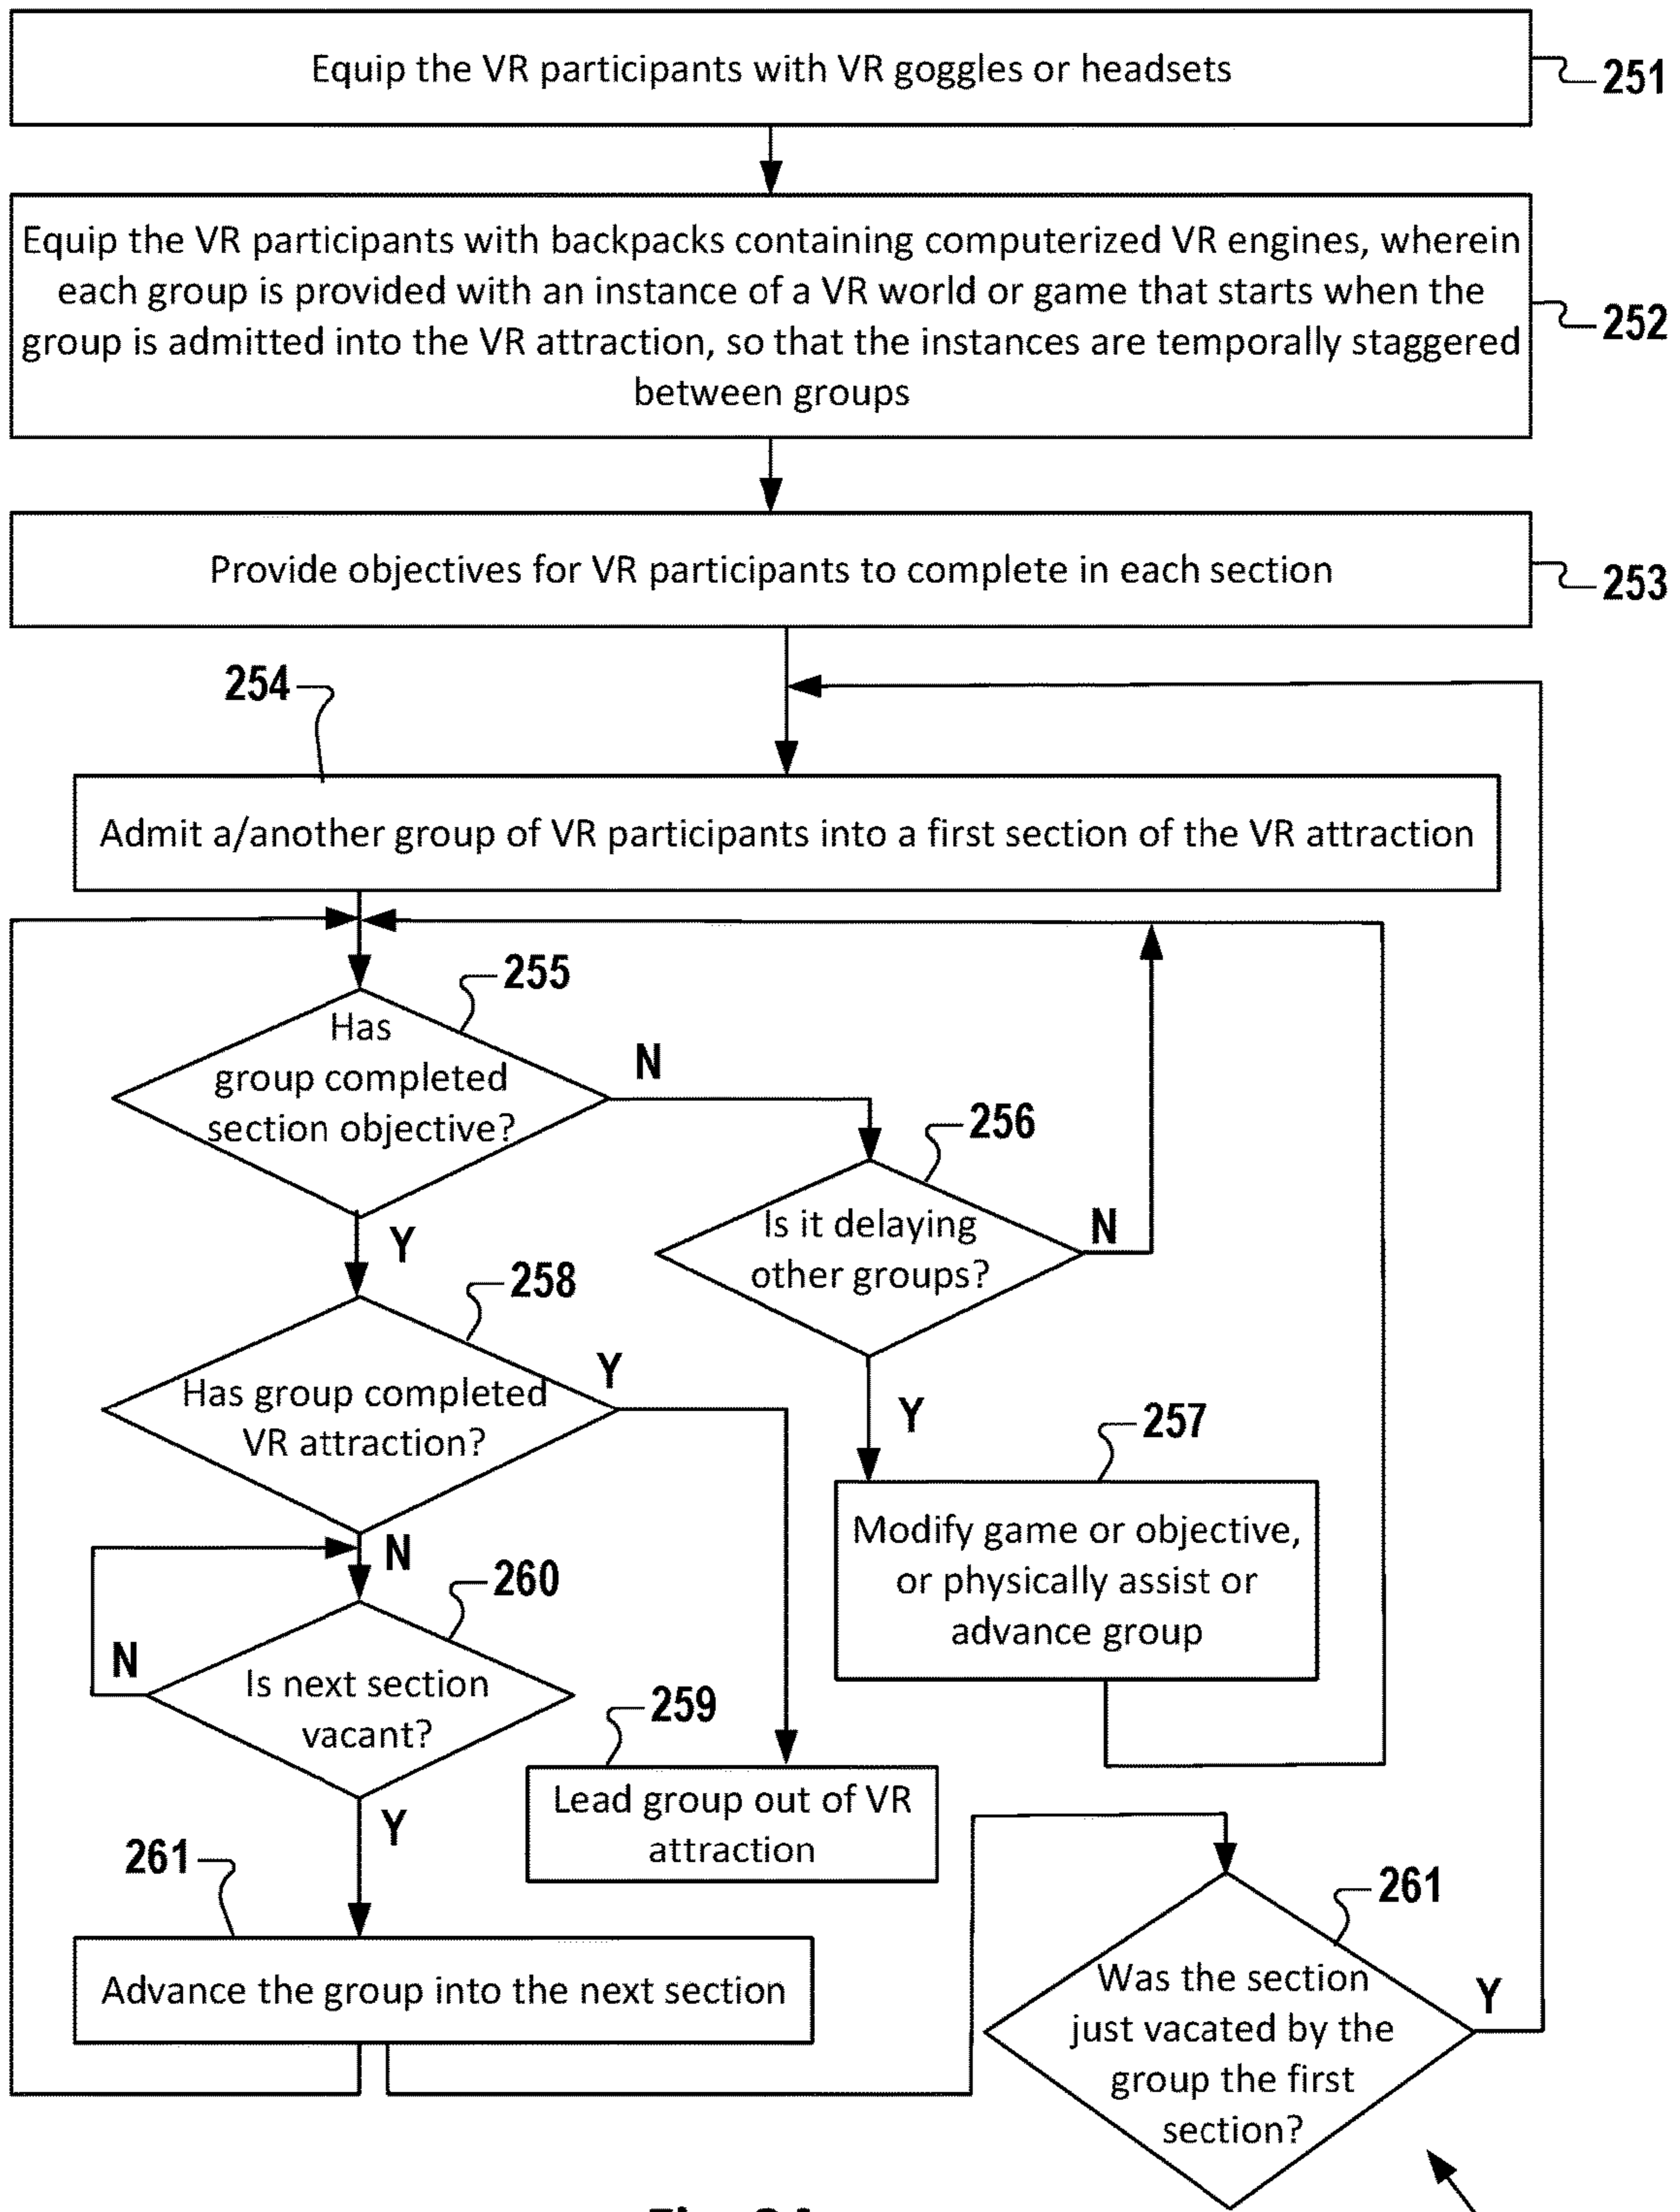 Equip the VR participants with VR goggles or headsets
251
Equip the VR participants with backpacks containing computerized VR engines, wherein
each group is provided with an instance of a VR world or game that starts when the
group is admitted into the VR attraction, so that the instances are temporally staggered
between groups
252
Provide objectives for VR participants to complete in each section
253
254
Admit a/another group of VR participants into a first section of the VR attraction
255
Has
group completed
section objective?
N
Y
256
Is it delaying
other groups?
N
Y
258
Has group completed
VR attraction?
Y
N
257
Modify game or objective,
or physically assist or
advance group
260
Is next section
vacant?
N
Y
259
Lead group out of VR
attraction
261
Advance the group into the next section
261
Was the section
just vacated by the
group the first
section?
Y